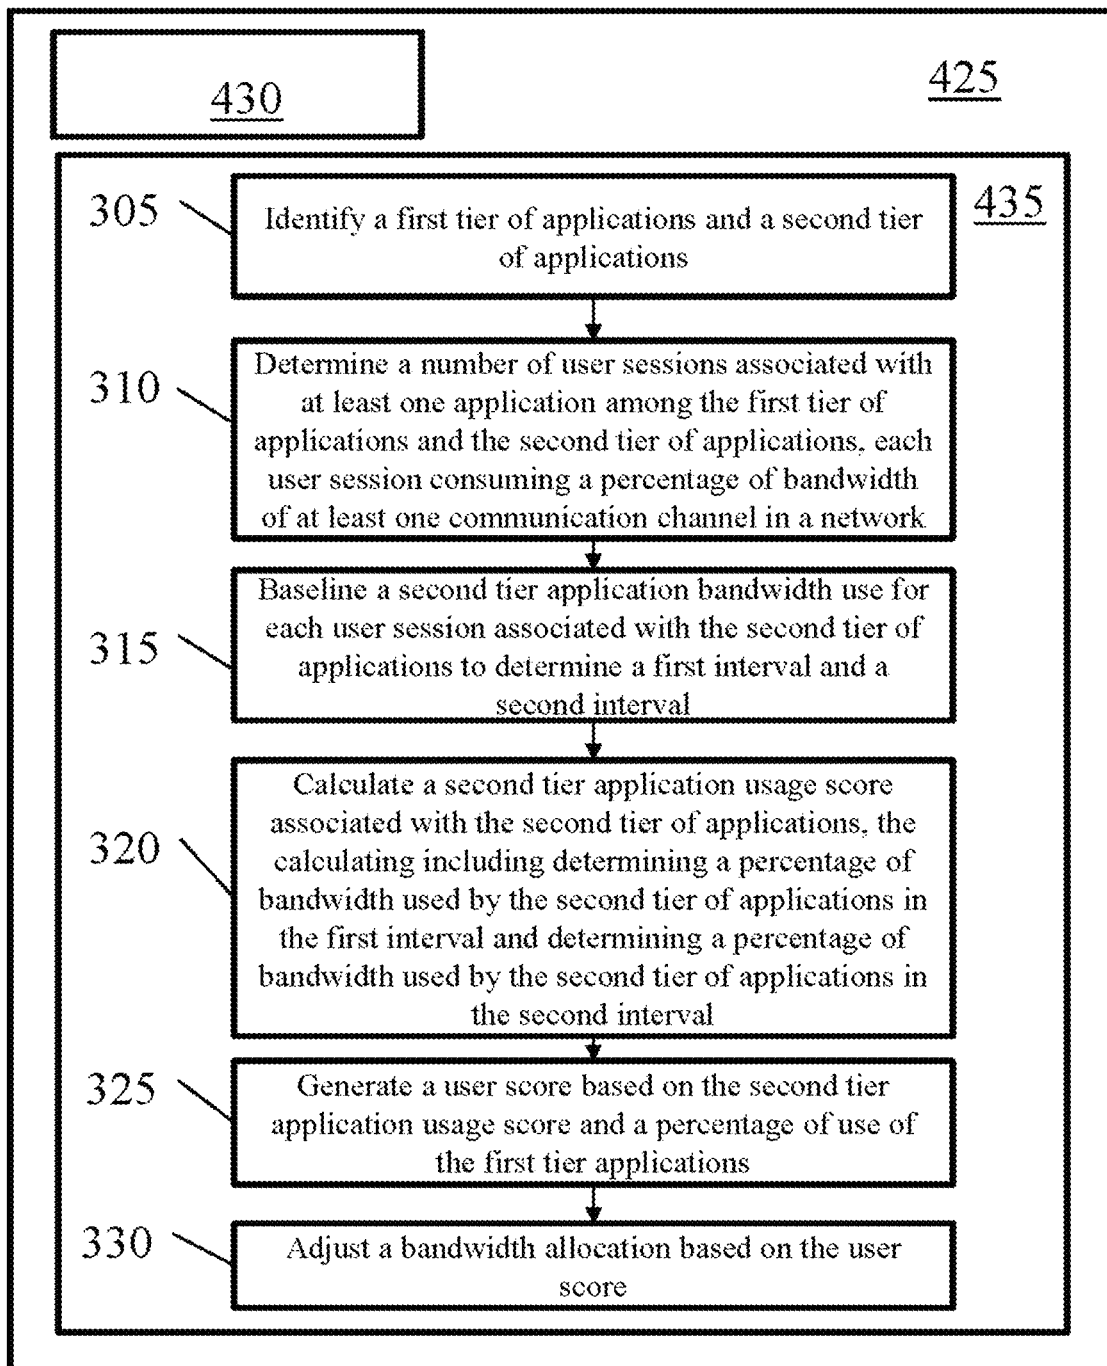 430
425
435
305
Identify a first tier of applications and a second tier
of applications
310
Determine a number of user sessions associated with
at least one application among the first tier of
applications and the second tier of applications, each
user session consuming a percentage of bandwidth
of at least one communication channel in a network
315
Baseline a second tier application bandwidth use for
each user session associated with the second tier of
applications to determine a first interval and a
second interval
320
Calculate a second tier application usage score
associated with the second tier of applications, the
calculating including determining a percentage of
bandwidth used by the second tier of applications in
the first interval and determining a percentage of
bandwidth used by the second tier of applications in
the second interval
325
Generate a user score based on the second tier
application usage score and a percentage of use of
the first tier applications
330
Adjust a bandwidth allocation based on the user
score